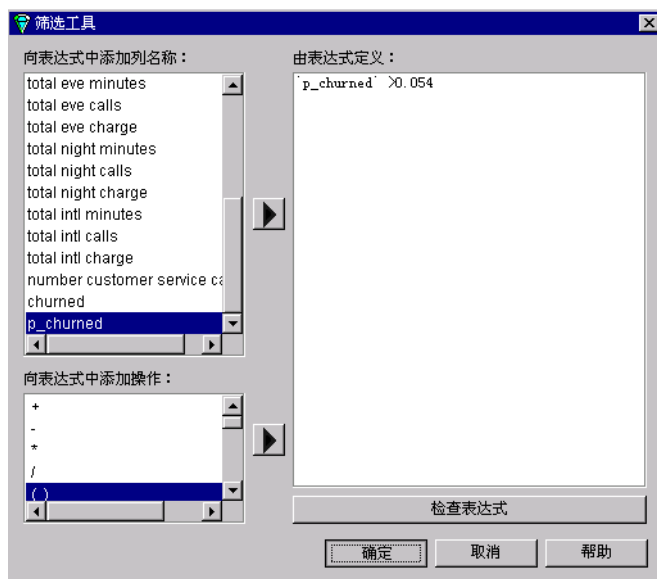 筛选工具
向表达式中添加列名称：
total eve minutes
total eve calls
total eve charge
total night minutes
total night calls
total night charge
total intl minutes
total intl calls
total intl charge
number customer service ca
churned
p_churned
向表达式中添加操作：
+
-
*
/
( )
由表达式定义：
`p_churned` >0.054
检查表达式
确定
取消
帮助